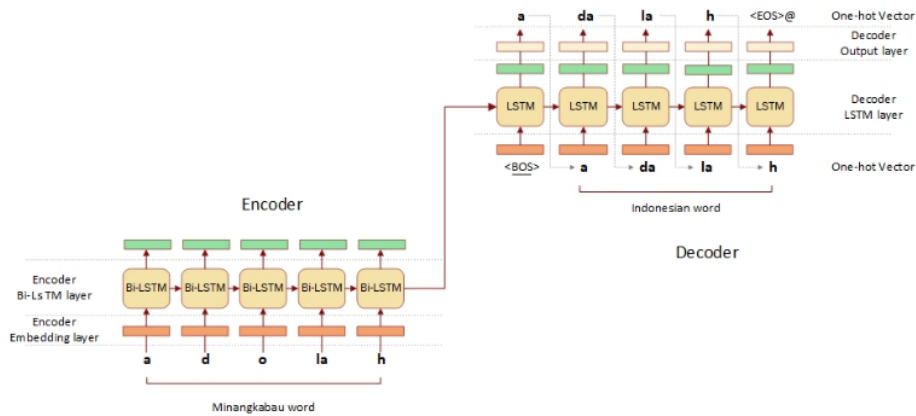 a da la h <EOS>@ One-hot Vector
Decoder
Output layer
LSTM LSTM LSTM LSTM LSTM
Decoder
LSTM layer
<BOS> a da la h One-hot Vector
Indonesian word
Encoder
Decoder
Encoder
Bi-LsTM layer
Bi-LSTM Bi-LSTM Bi-LSTM Bi-LSTM Bi-LSTM
Encoder
Embedding layer
a d o la h
Minangkabau word